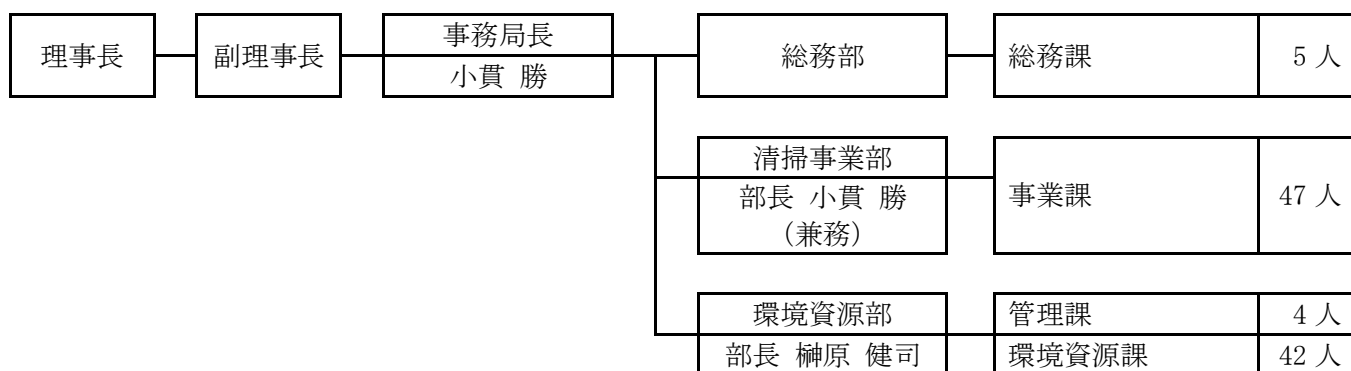 理事長
副理事長
事務局長
小貫 勝
総務部
総務課
5 人
清掃事業部
部長 小貫 勝
(兼務)
事業課
47 人
環境資源部
部長 榊原 健司
管理課
4 人
環境資源課
42 人